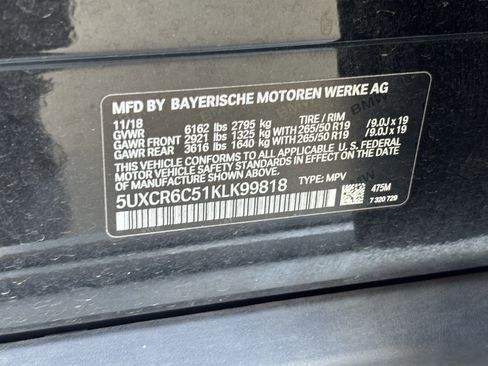 MFD BY BAYERISCHE MOTOREN WERKE AG
11/18 TIRE / RIM
GVWR 6162 lbs 2795 kg
GAWR FRONT 2921 lbs 1325 kg WITH 265/50 R19 /9.0J x 19
GAWR REAR 3616 lbs 1640 kg WITH 265/50 R19 /9.0J x 19
THIS VEHICLE CONFORMS TO ALL APPLICABLE U.S. FEDERAL
MOTOR VEHICLE SAFETY STANDARDS IN EFFECT ON THE
DATE OF MANUFACTURE SHOWN ABOVE.
5UXCR6C51KLK99818 TYPE: MPV
475M
7 320 729